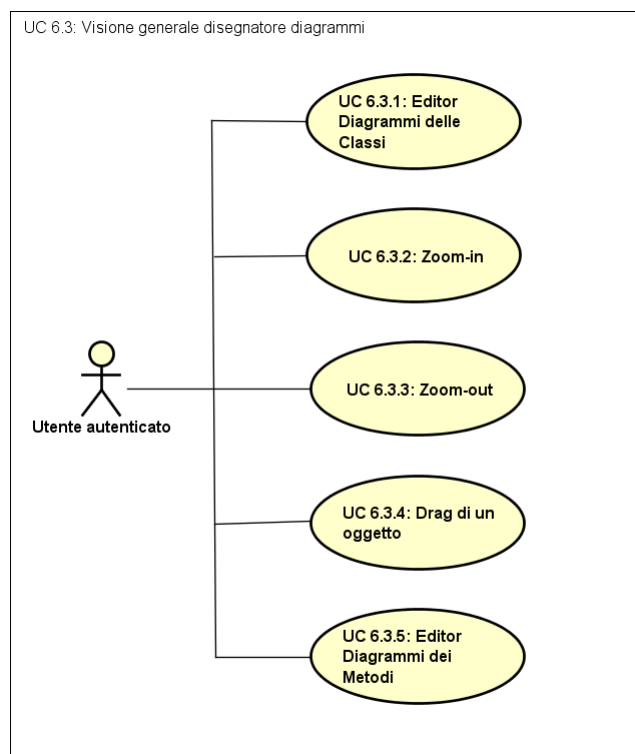 UC 6.3: Visione generale disegnatore diagrammi
UC 6.3.1: Editor
Diagrammi delle
Classi
UC 6.3.2: Zoom-in
UC 6.3.3: Zoom-out
Utente autenticato
UC 6.3.4: Drag di un
oggetto
UC 6.3.5: Editor
Diagrammi dei
Metodi